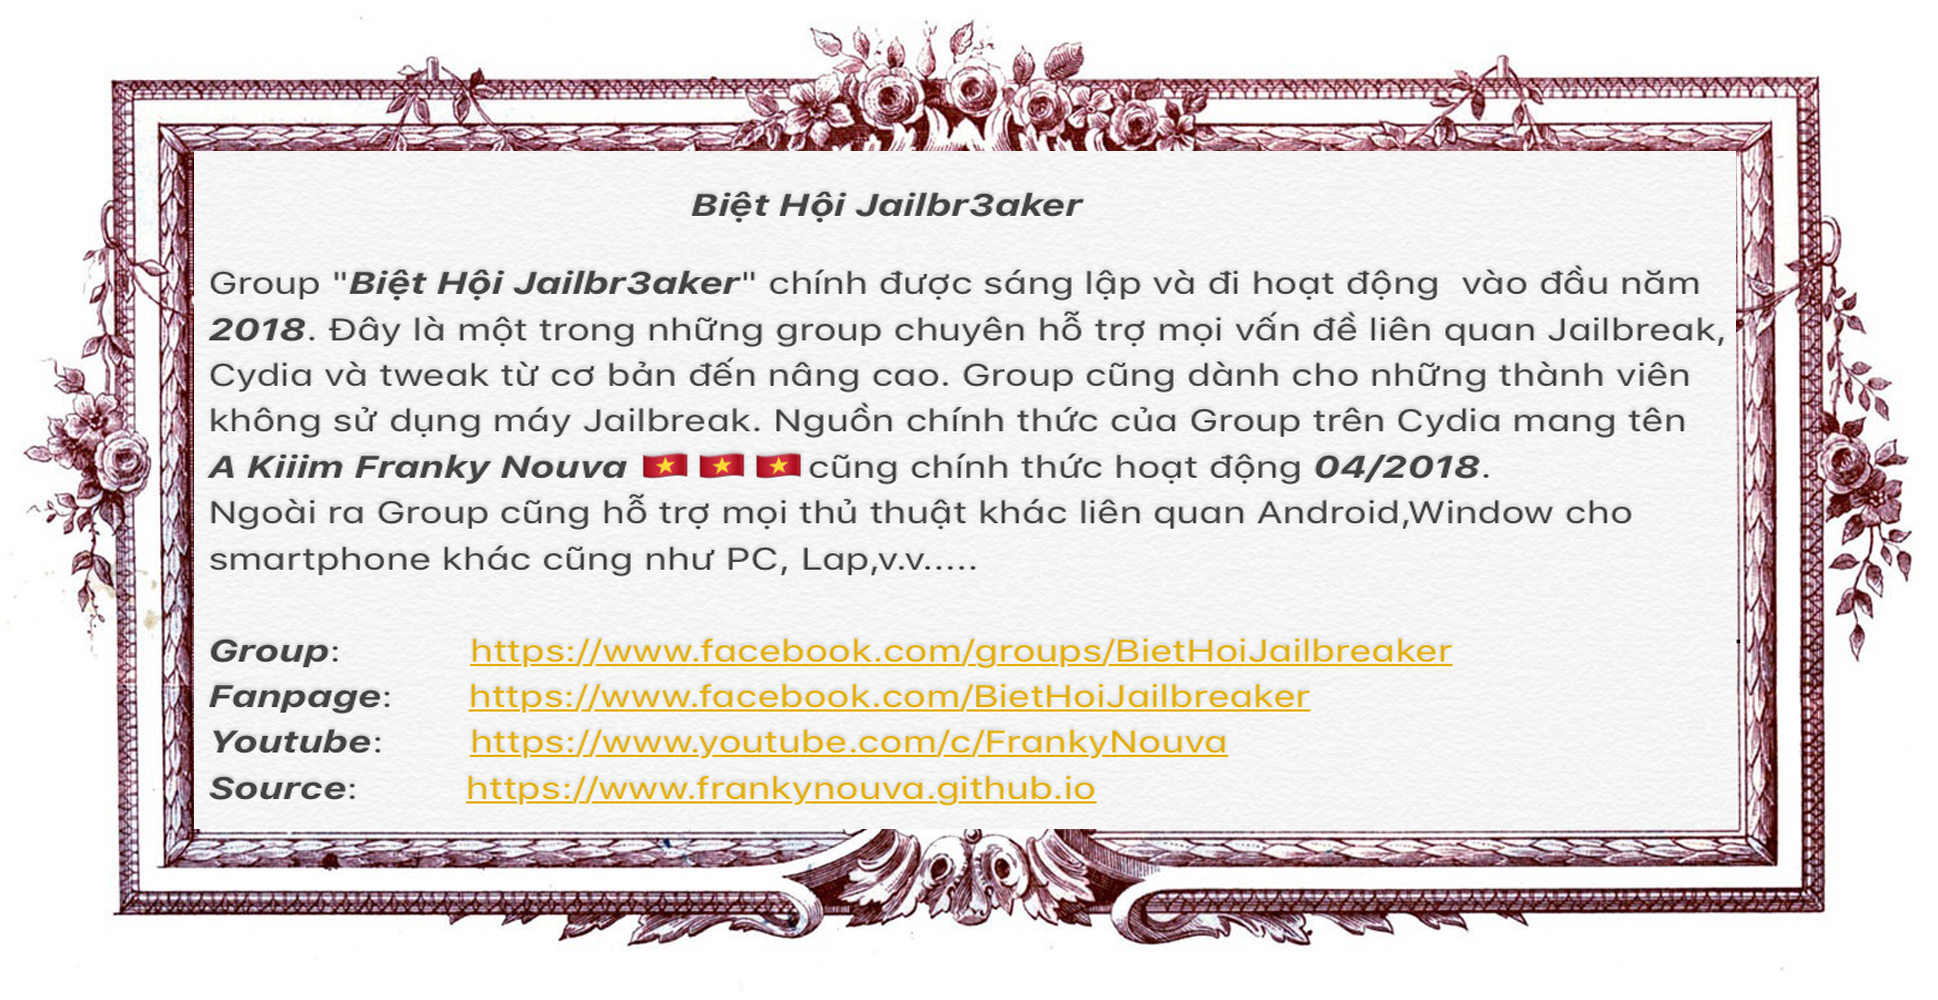 Biệt Hội Jailbr3aker
Group "Biệt Hội Jailbr3aker" chính được sáng lập và đi hoạt động  vào đầu năm
2018. Đây là một trong những group chuyên hỗ trợ mọi vấn đề liên quan Jailbreak,
Cydia và tweak từ cơ bản đến nâng cao. Group cũng dành cho những thành viên
không sử dụng máy Jailbreak. Nguồn chính thức của Group trên Cydia mang tên
A Kiiim Franky Nouva 🇻🇳 🇻🇳 🇻🇳 cũng chính thức hoạt động 04/2018.
Ngoài ra Group cũng hỗ trợ mọi thủ thuật khác liên quan Android,Window cho
smartphone khác cũng như PC, Lap,v.v.....
Group: https://www.facebook.com/groups/BietHoiJailbreaker
Fanpage: https://www.facebook.com/BietHoiJailbreaker
Youtube: https://www.youtube.com/c/FrankyNouva
Source: https://www.frankynouva.github.io